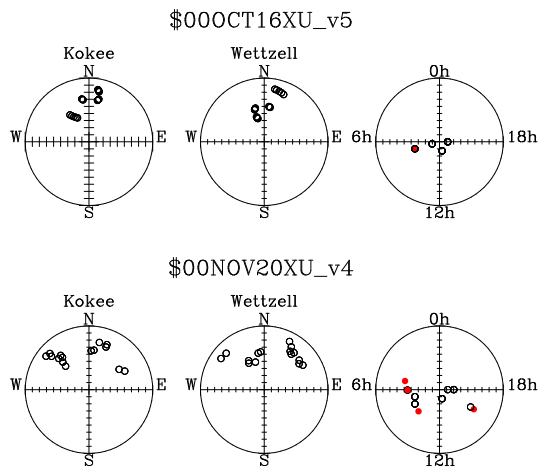 $00OCT16XU_v5
Kokee Wettzell
N N 0h
W E W E 6h 18h
S S 12h
$00NOV20XU_v4
Kokee Wettzell
N N 0h
W E W E 6h 18h
S S 12h